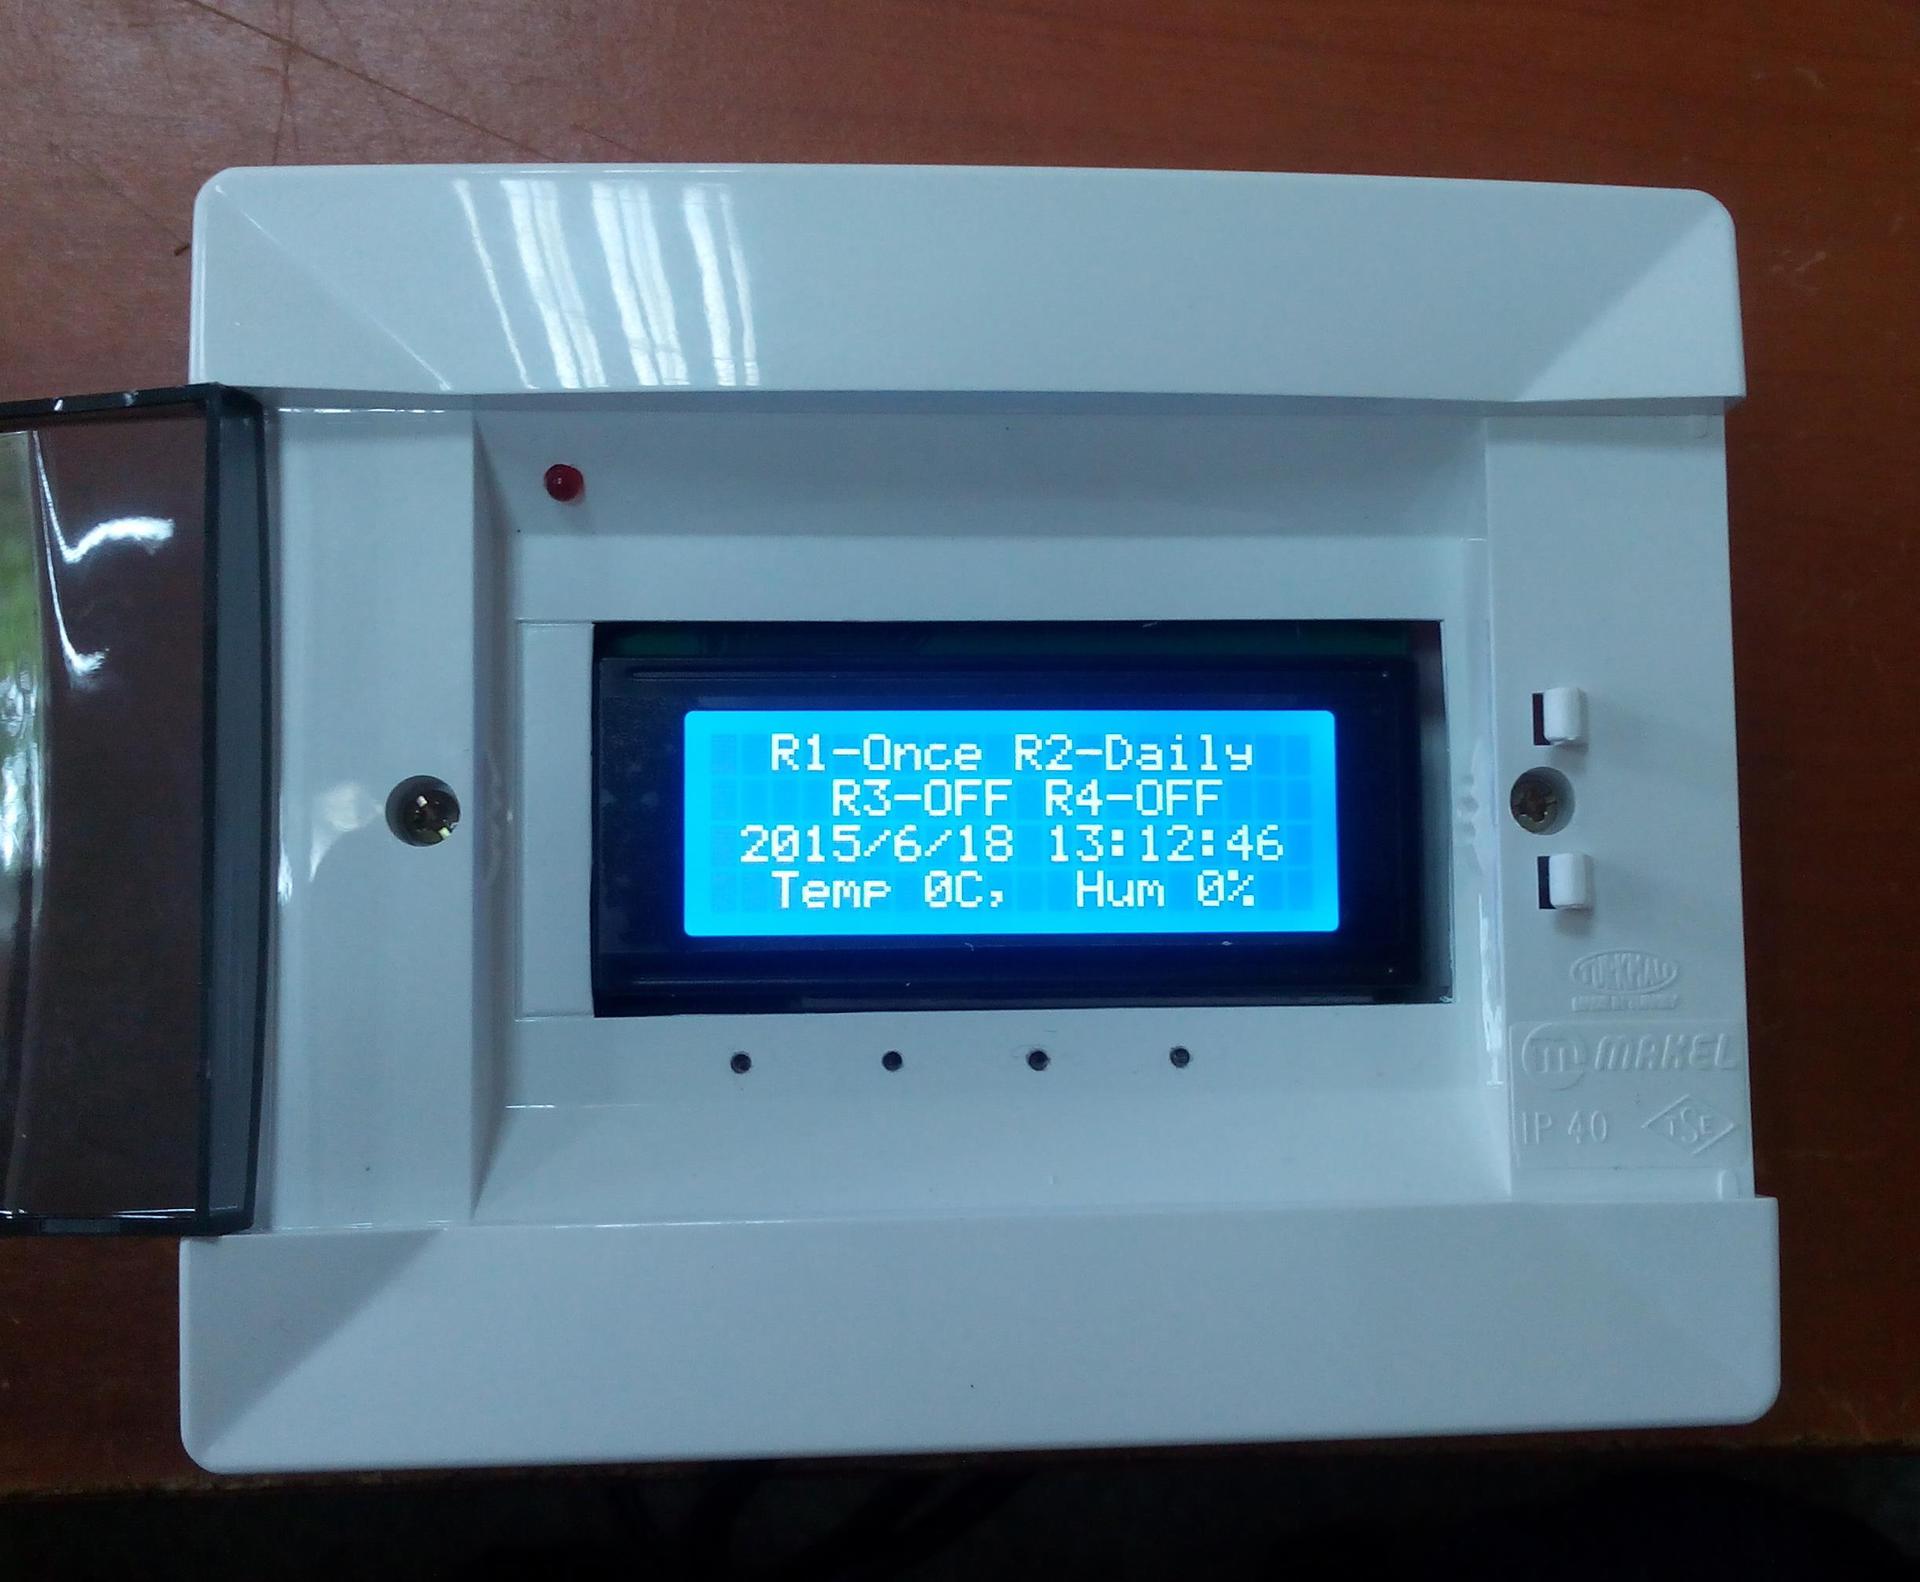 R1-Once R2-Daily
R3-OFF R4-OFF
2015/6/18 13:12:46
Temp 0C, Hum 0%
m MAKEL
IP 40 TSE